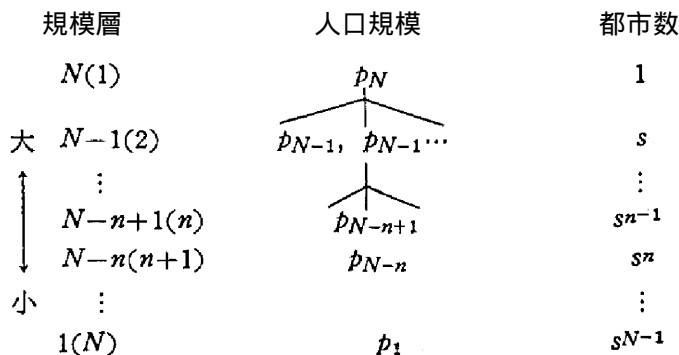 規模層 人口規模 都市数
N(1) p_N 1
大 N−1(2) p_{N−1}, p_{N−1}⋯ s
⋮ ⋮
N−n+1(n) p_{N−n+1} s^{n−1}
N−n(n+1) p_{N−n} s^n
小 ⋮ ⋮
1(N) p_1 s^{N−1}